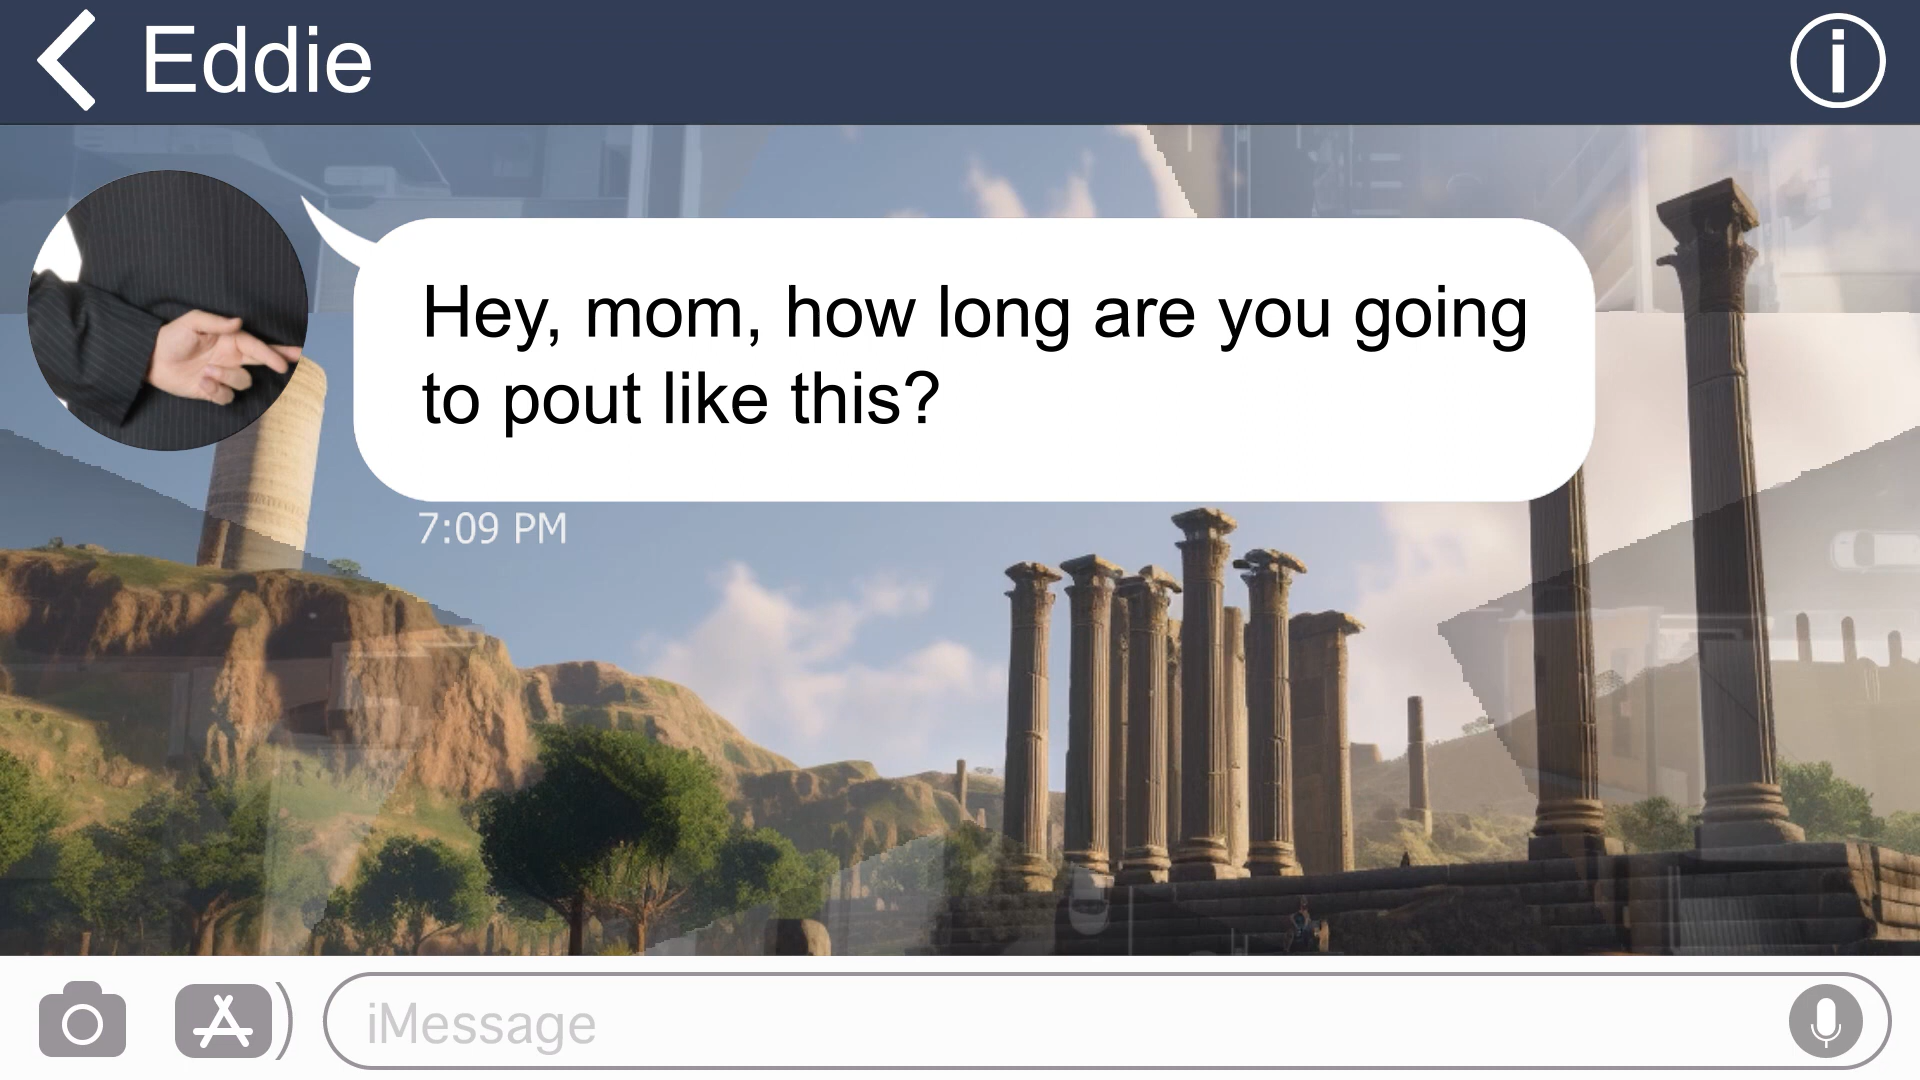 Eddie
Hey, mom, how long are you going
to pout like this?
7:09 PM
iMessage